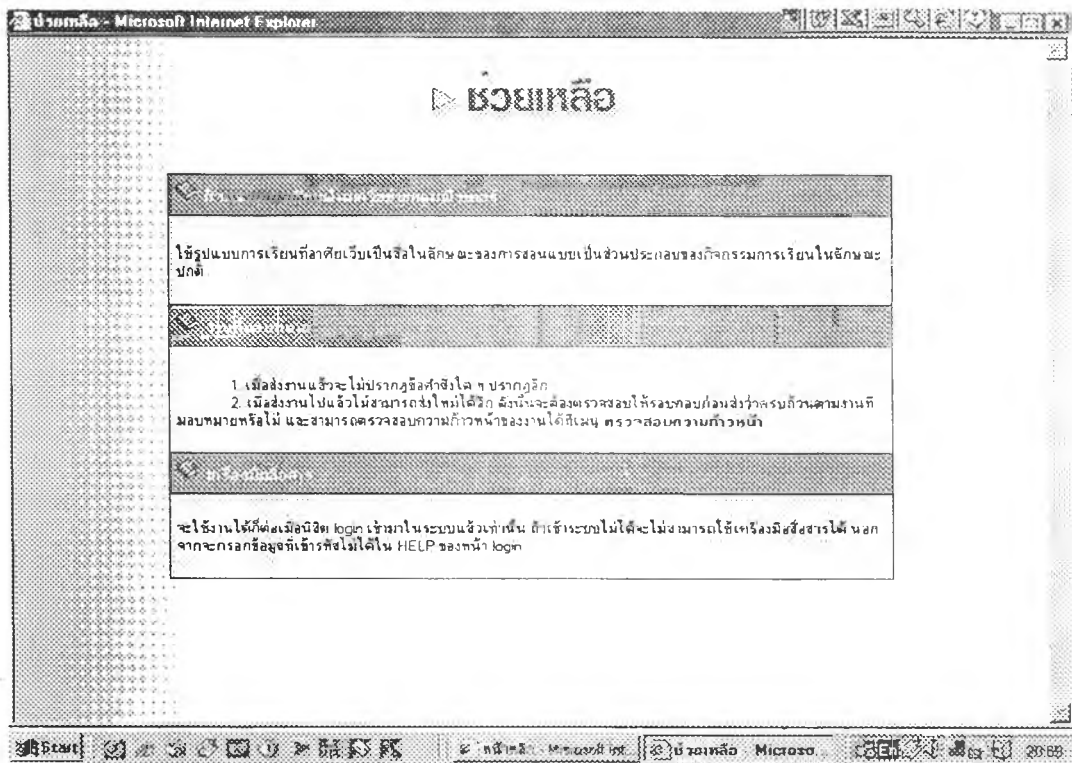 ช่วยเหลือ - Microsoft Internet Explorer
ช่วยเหลือ
ใช้รูปแบบการเรียนที่อาศัยเว็บเป็นสื่อในลักษณะของการสอนแบบเป็นส่วนประกอบของกิจกรรมการเรียนในลักษณะ
ปกติ
1. เมื่อส่งงานแล้วจะไม่ปรากฏข้อคำสั่งใด ๆ ปรากฏอีก
2. เมื่อส่งงานไปแล้วไม่สามารถส่งใหม่ได้อีก ดังนั้นจะต้องตรวจสอบให้รอบคอบก่อนส่งว่าครบถ้วนตามงานที่
มอบหมายหรือไม่ และสามารถตรวจสอบความก้าวหน้าของงานได้ที่เมนู ตรวจสอบความก้าวหน้า
เครื่องมือสื่อสาร
จะใช้งานได้ก็ต่อเมื่อนิสิต login เข้ามาในระบบแล้วเท่านั้น ถ้าเข้าระบบไม่ได้จะไม่สามารถใช้เครื่องมือสื่อสารได้ นอก
จากจะกรอกข้อมูลที่เข้ารหัสไม่ได้ใน HELP ของหน้า login
Start
หน้าหลัก - Microsoft Int...
ช่วยเหลือ - Microso...
En